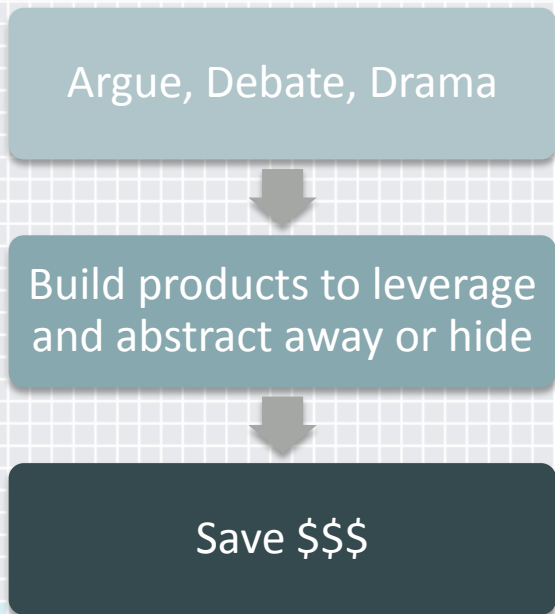 Argue, Debate, Drama
Build products to leverage
and abstract away or hide
Save $$$